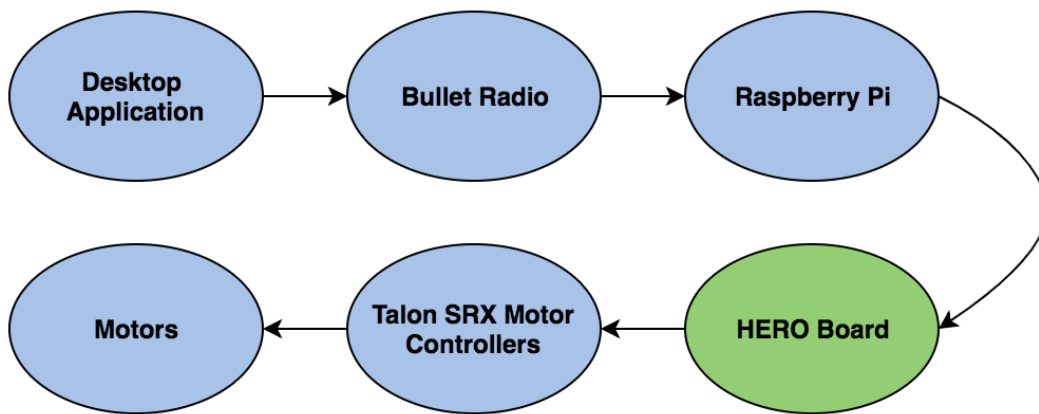 Desktop
Application
Bullet Radio
Raspberry Pi
Motors
Talon SRX Motor
Controllers
HERO Board